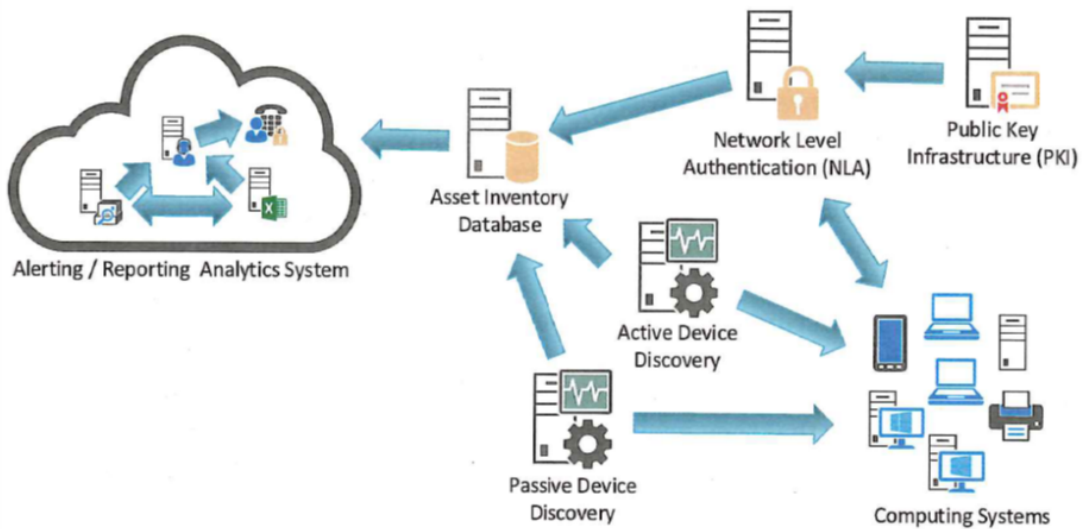 Network Level
Authentication (NLA)
Public Key
Infrastructure (PKI)
Asset Inventory
Database
Alerting / Reporting Analytics System
Active Device
Discovery
Passive Device
Discovery
Computing Systems
X